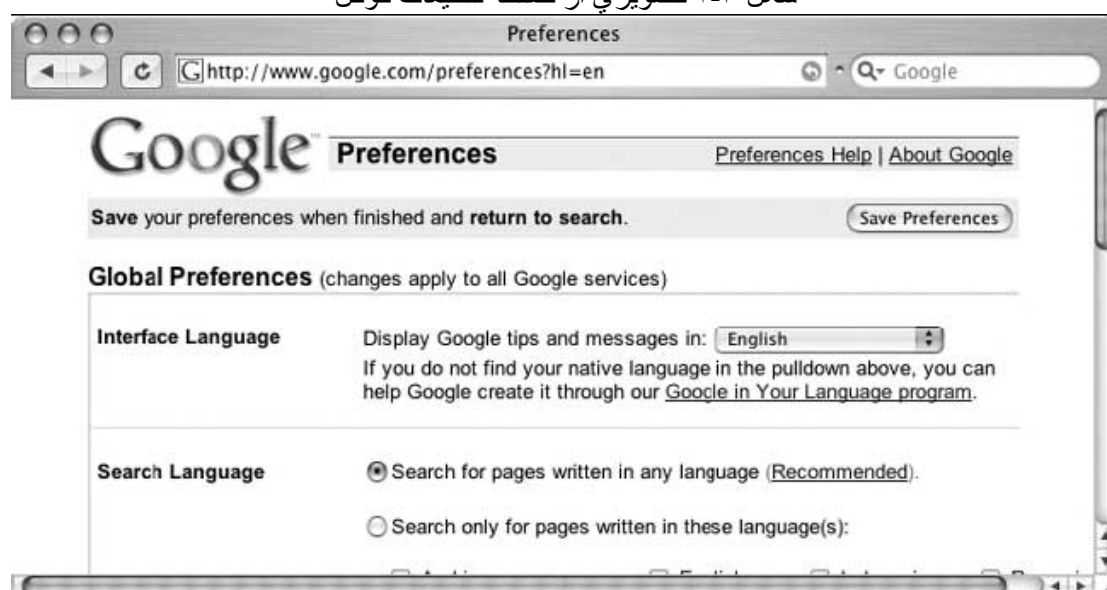 Preferences
http://www.google.com/preferences?hl=en
Google
Google™ Preferences
Preferences Help | About Google
Save your preferences when finished and return to search.
Save Preferences
Global Preferences (changes apply to all Google services)
Interface Language
Display Google tips and messages in: English
If you do not find your native language in the pulldown above, you can
help Google create it through our Google in Your Language program.
Search Language
Search for pages written in any language (Recommended).
Search only for pages written in these language(s):